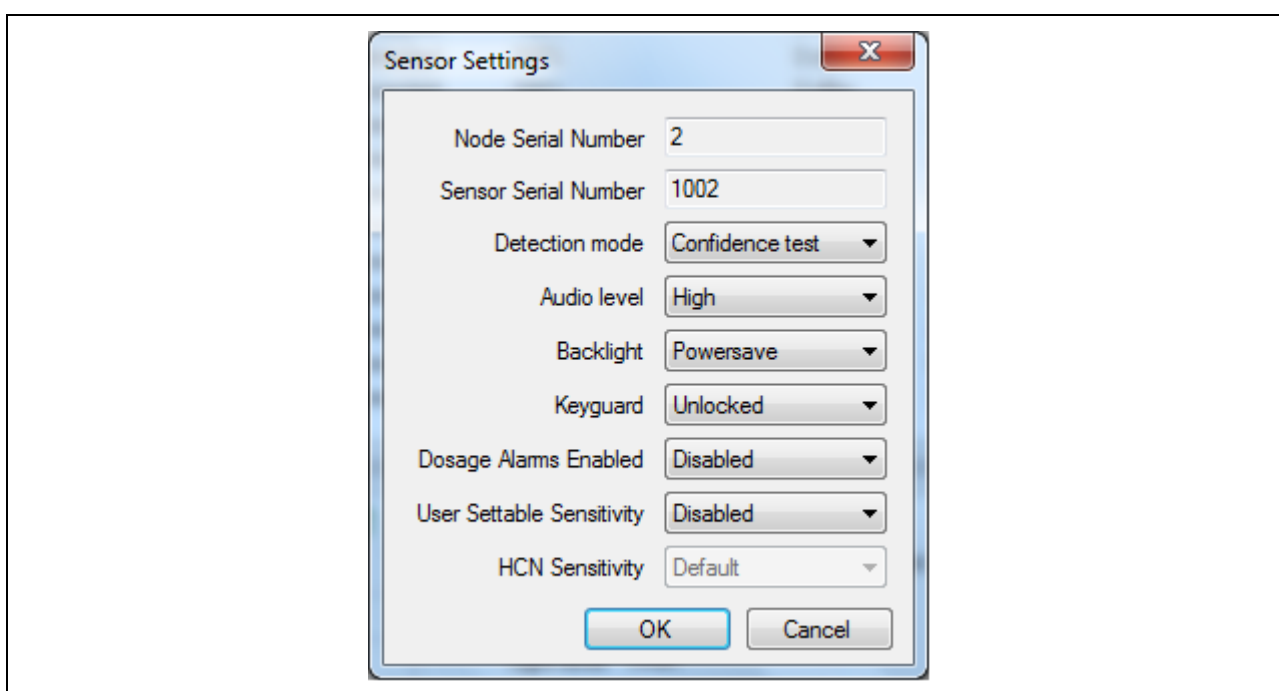 Sensor Settings
Node Serial Number 2
Sensor Serial Number 1002
Detection mode Confidence test
Audio level High
Backlight Powersave
Keyguard Unlocked
Dosage Alarms Enabled Disabled
User Settable Sensitivity Disabled
HCN Sensitivity Default
OK Cancel